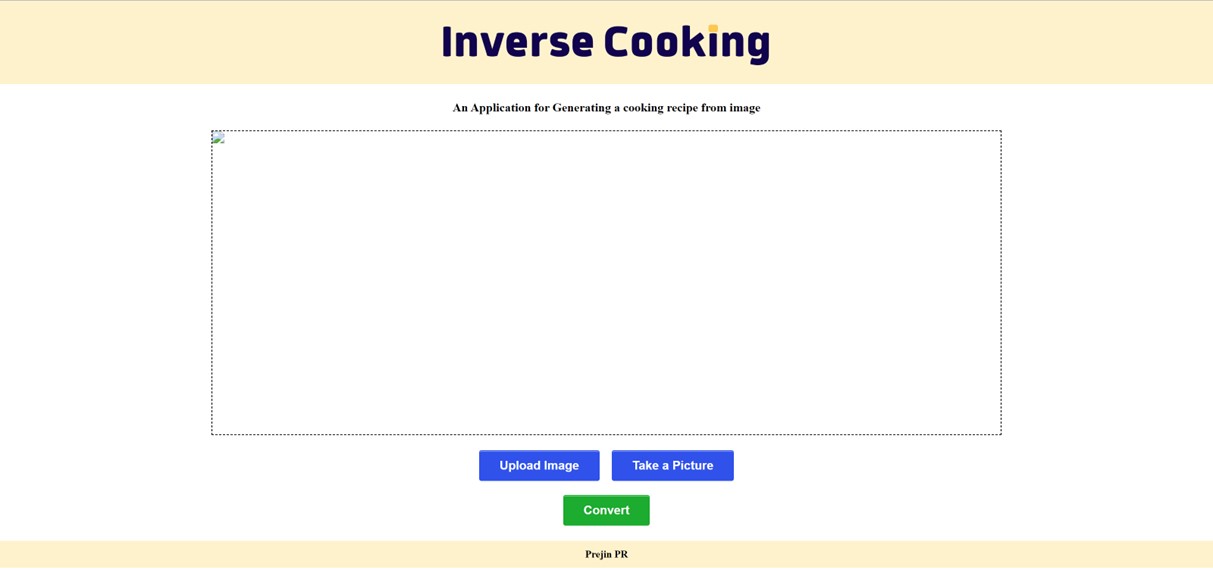 Inverse Cooking
An Application for Generating a cooking recipe from image
Upload Image Take a Picture
Convert
Prejin PR